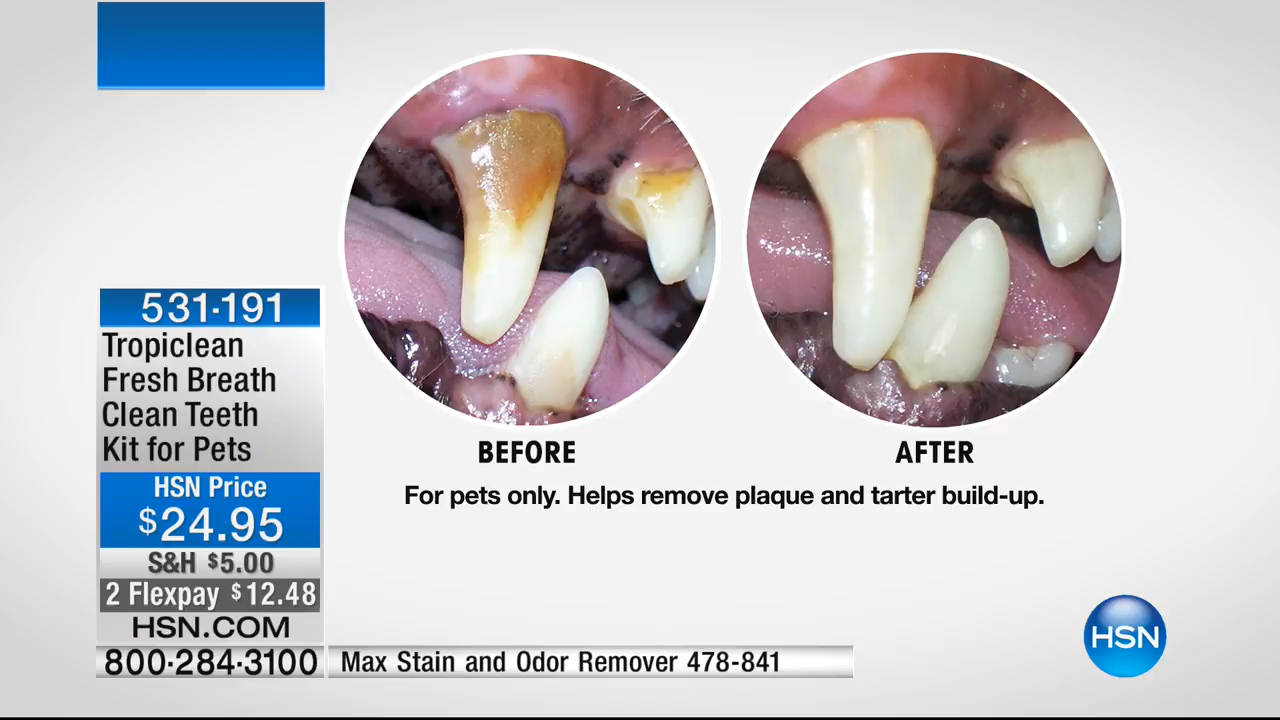 531-191
Tropiclean
Fresh Breath
Clean Teeth
Kit for Pets
HSN Price
$24.95
S&H $5.00
2 Flexpay $12.48
HSN.COM
800-284-3100
BEFORE
AFTER
For pets only. Helps remove plaque and tarter build-up.
Max Stain and Odor Remover 478-841
HSN